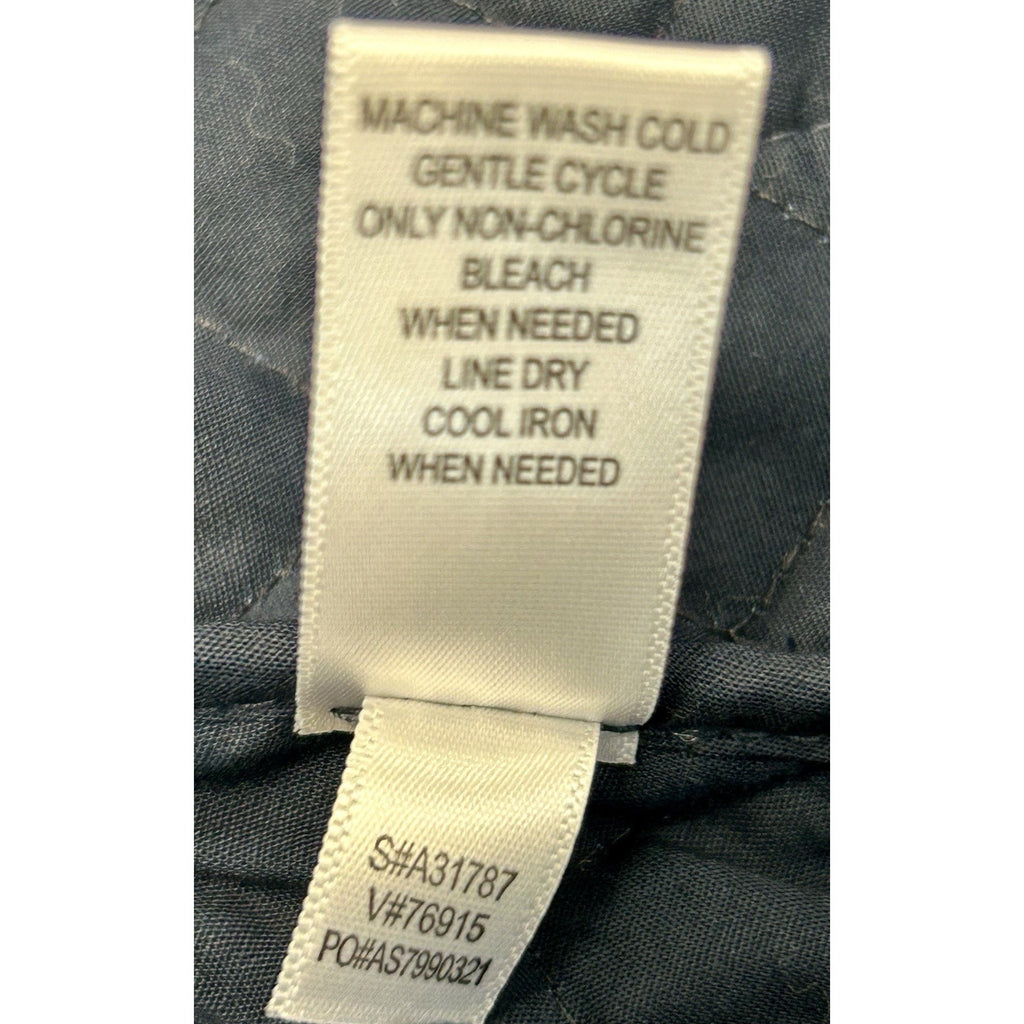 MACHINE WASH COLD
GENTLE CYCLE
ONLY NON-CHLORINE
BLEACH
WHEN NEEDED
LINE DRY
COOL IRON
WHEN NEEDED
S#A31787
V#76915
PO#AS7990321